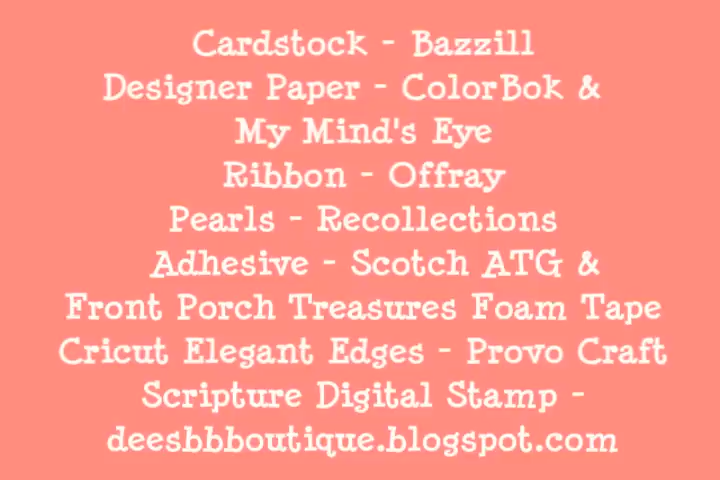 Cardstock - Bazzill
Designer Paper - ColorBok &
My Mind's Eye
Ribbon - Offray
Pearls - Recollections
Adhesive - Scotch ATG &
Front Porch Treasures Foam Tape
Cricut Elegant Edges - Provo Craft
Scripture Digital Stamp -
deesbbboutique.blogspot.com